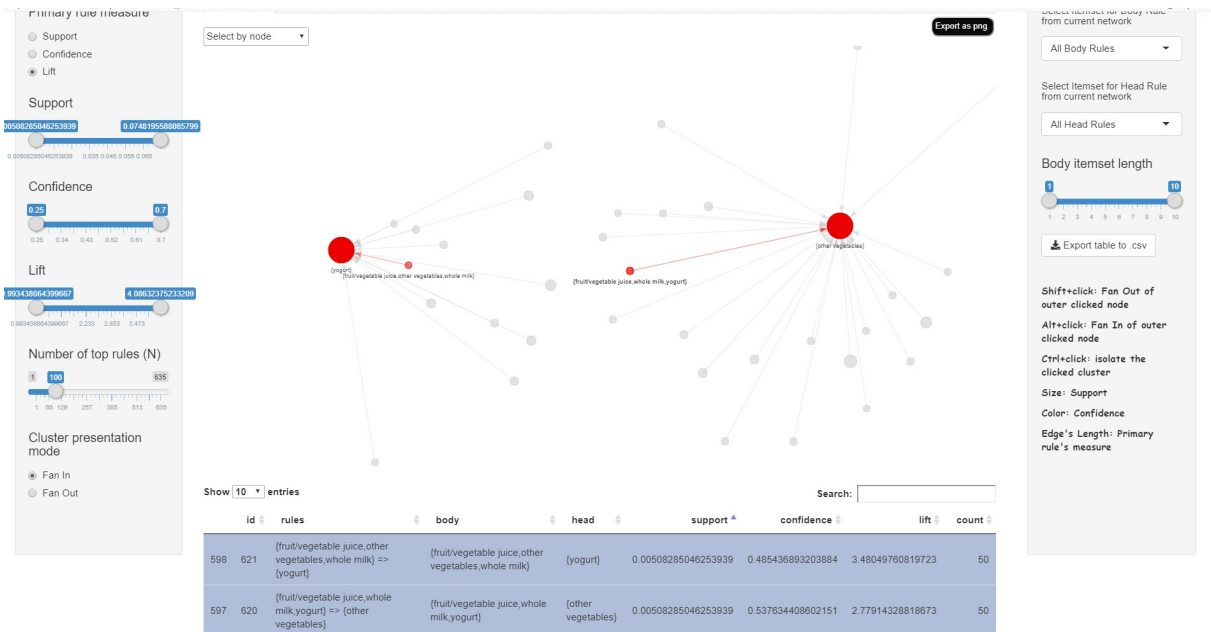 Primary rule measure
Support
Confidence
Lift
Support
00508285046253939 0.0748195588085799
0.00508285046253939 0.035 0.045 0.055 0.065
Confidence
0.25 0.7
0.25 0.34 0.43 0.52 0.61 0.7
Lift
.993438664399667 4.08632375233209
0.993438664399667 2.233 2.853 3.473
Number of top rules (N)
1 100 635
1 65 129 257 385 513 635
Cluster presentation
mode
Fan In
Fan Out
Select by node
Export as png
{yogurt}
{fruit/vegetable juice,other vegetables,whole milk}
{other vegetables}
{fruit/vegetable juice,whole milk,yogurt}
Show 10 entries
Search:
id rules body head support confidence lift count
598 621 {fruit/vegetable juice,other vegetables,whole milk} => {yogurt} {fruit/vegetable juice,other vegetables,whole milk} {yogurt} 0.00508285046253939 0.485436893203884 3.48049760819723 50
597 620 {fruit/vegetable juice,whole milk,yogurt} => {other vegetables} {fruit/vegetable juice,whole milk,yogurt} {other vegetables} 0.00508285046253939 0.537634408602151 2.77914328818673 50
Select Itemset for Body Rule
from current network
All Body Rules
Select Itemset for Head Rule
from current network
All Head Rules
Body itemset length
1 10
1 2 3 4 5 6 7 8 9 10
Export table to .csv
Shift+click: Fan Out of
outer clicked node
Alt+click: Fan In of outer
clicked node
Ctrl+click: isolate the
clicked cluster
Size: Support
Color: Confidence
Edge's Length: Primary
rule's measure